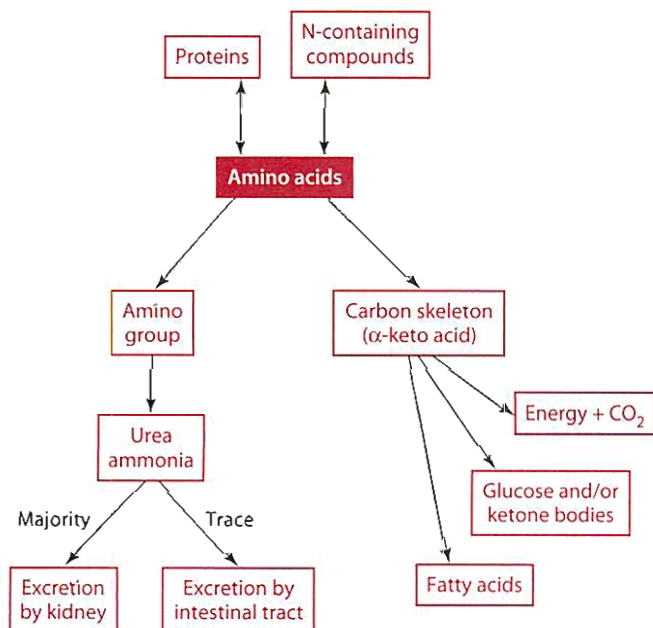 Proteins
N-containing
compounds
Amino acids
Amino
group
Carbon skeleton
(α-keto acid)
Urea
ammonia
Energy + CO₂
Glucose and/or
ketone bodies
Majority
Trace
Fatty acids
Excretion
by kidney
Excretion by
intestinal tract